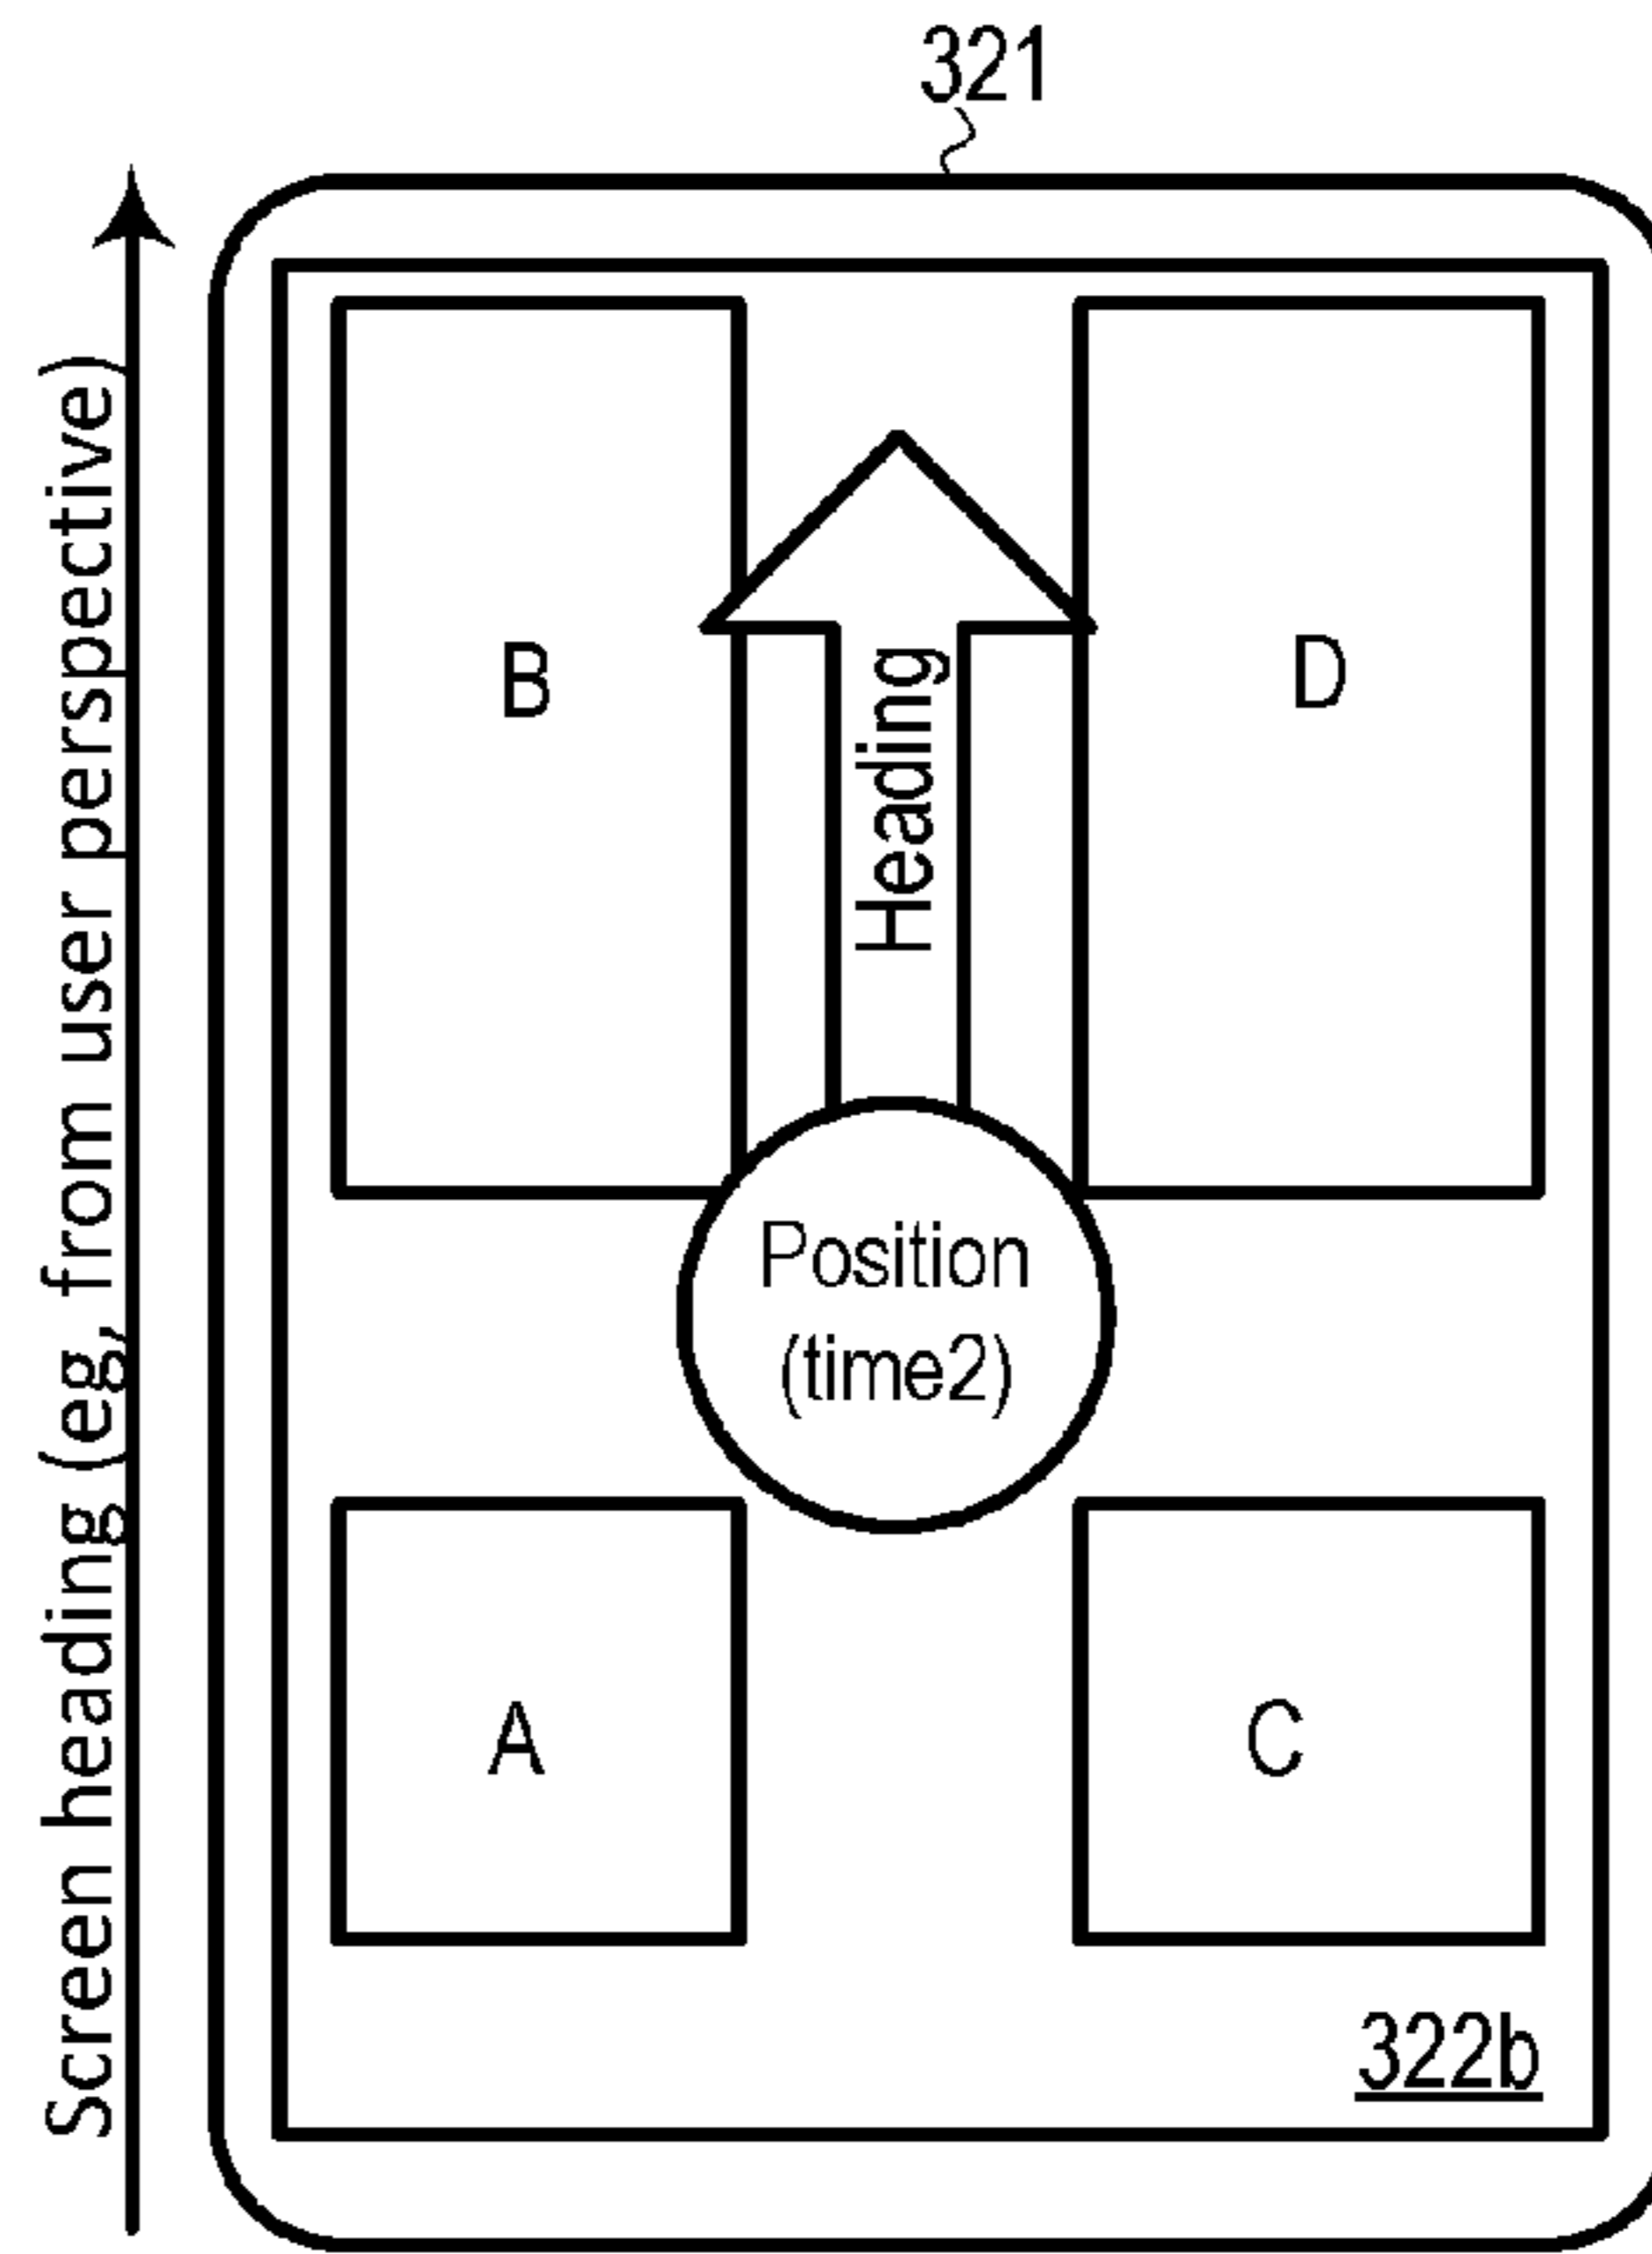 321
Screen heading (eg, from user perspective)
B
D
Heading
Position
(time2)
A
C
322b